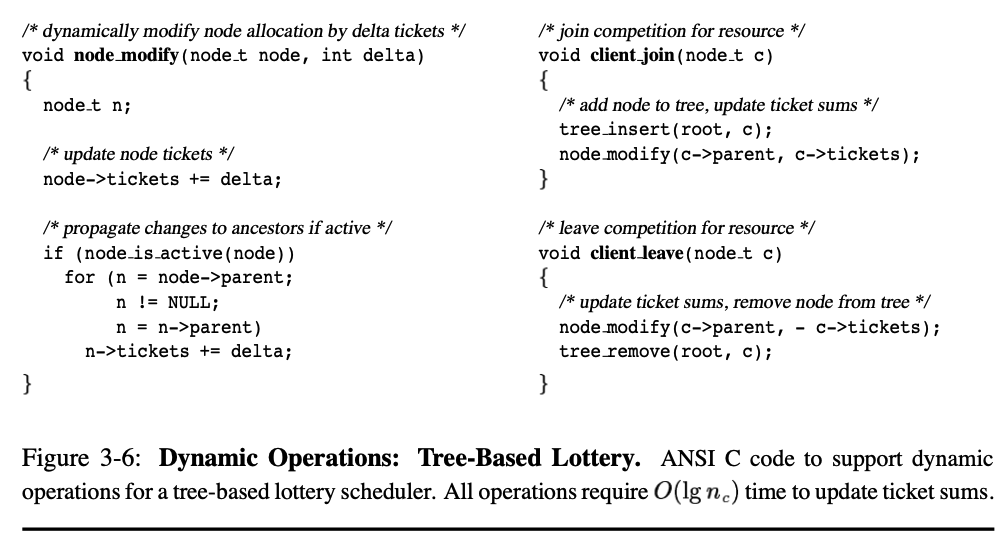 /* dynamically modify node allocation by delta tickets */
void node_modify(node_t node, int delta)
{
  node_t n;

  /* update node tickets */
  node->tickets += delta;

  /* propagate changes to ancestors if active */
  if (node_is_active(node))
    for (n = node->parent;
         n != NULL;
         n = n->parent)
      n->tickets += delta;
}

/* join competition for resource */
void client_join(node_t c)
{
  /* add node to tree, update ticket sums */
  tree_insert(root, c);
  node_modify(c->parent, c->tickets);
}

/* leave competition for resource */
void client_leave(node_t c)
{
  /* update ticket sums, remove node from tree */
  node_modify(c->parent, - c->tickets);
  tree_remove(root, c);
}

Figure 3-6: Dynamic Operations: Tree-Based Lottery. ANSI C code to support dynamic
operations for a tree-based lottery scheduler. All operations require O(lg n_c) time to update ticket sums.